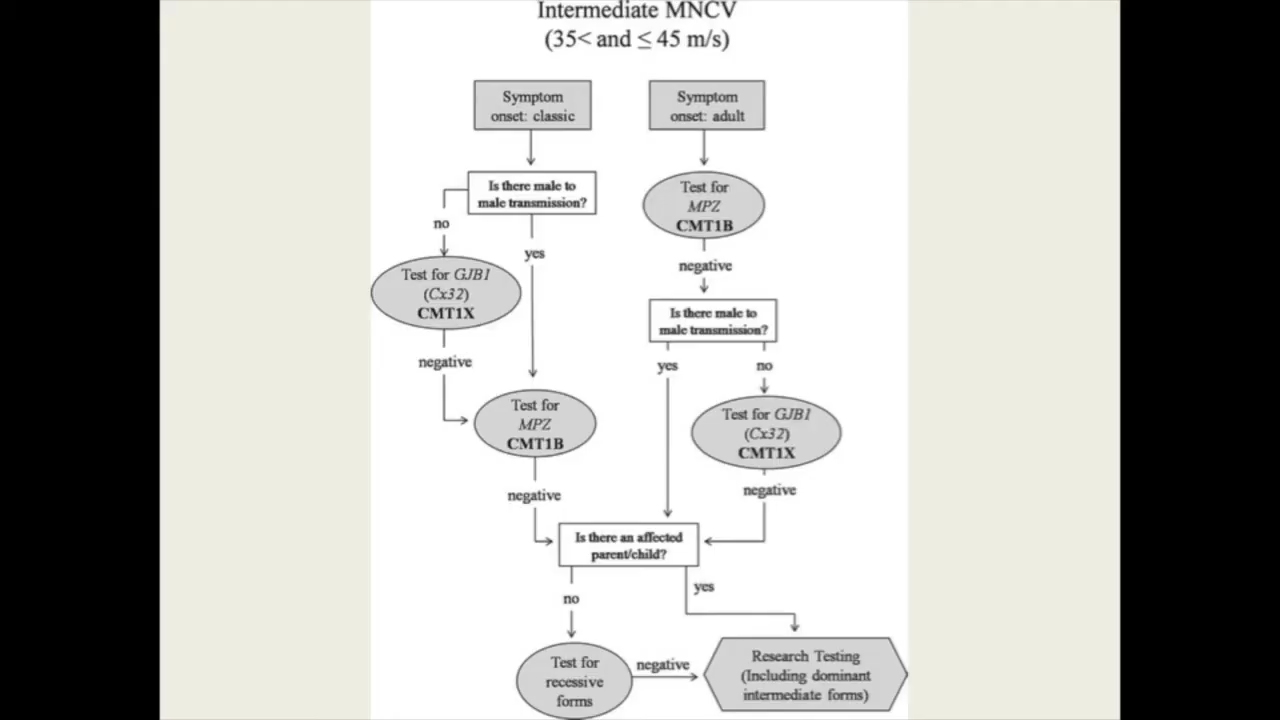 Intermediate MNCV
(35< and ≤ 45 m/s)
Symptom
onset: classic
Symptom
onset: adult
Is there male to
male transmission?
Test for
MPZ
CMT1B
no
yes
negative
Test for GJB1
(Cx32)
CMT1X
Is there male to
male transmission?
negative
yes
no
Test for
MPZ
CMT1B
Test for GJB1
(Cx32)
CMT1X
negative
negative
Is there an affected
parent/child?
no
yes
Test for
recessive
forms
negative
Research Testing
(Including dominant
intermediate forms)